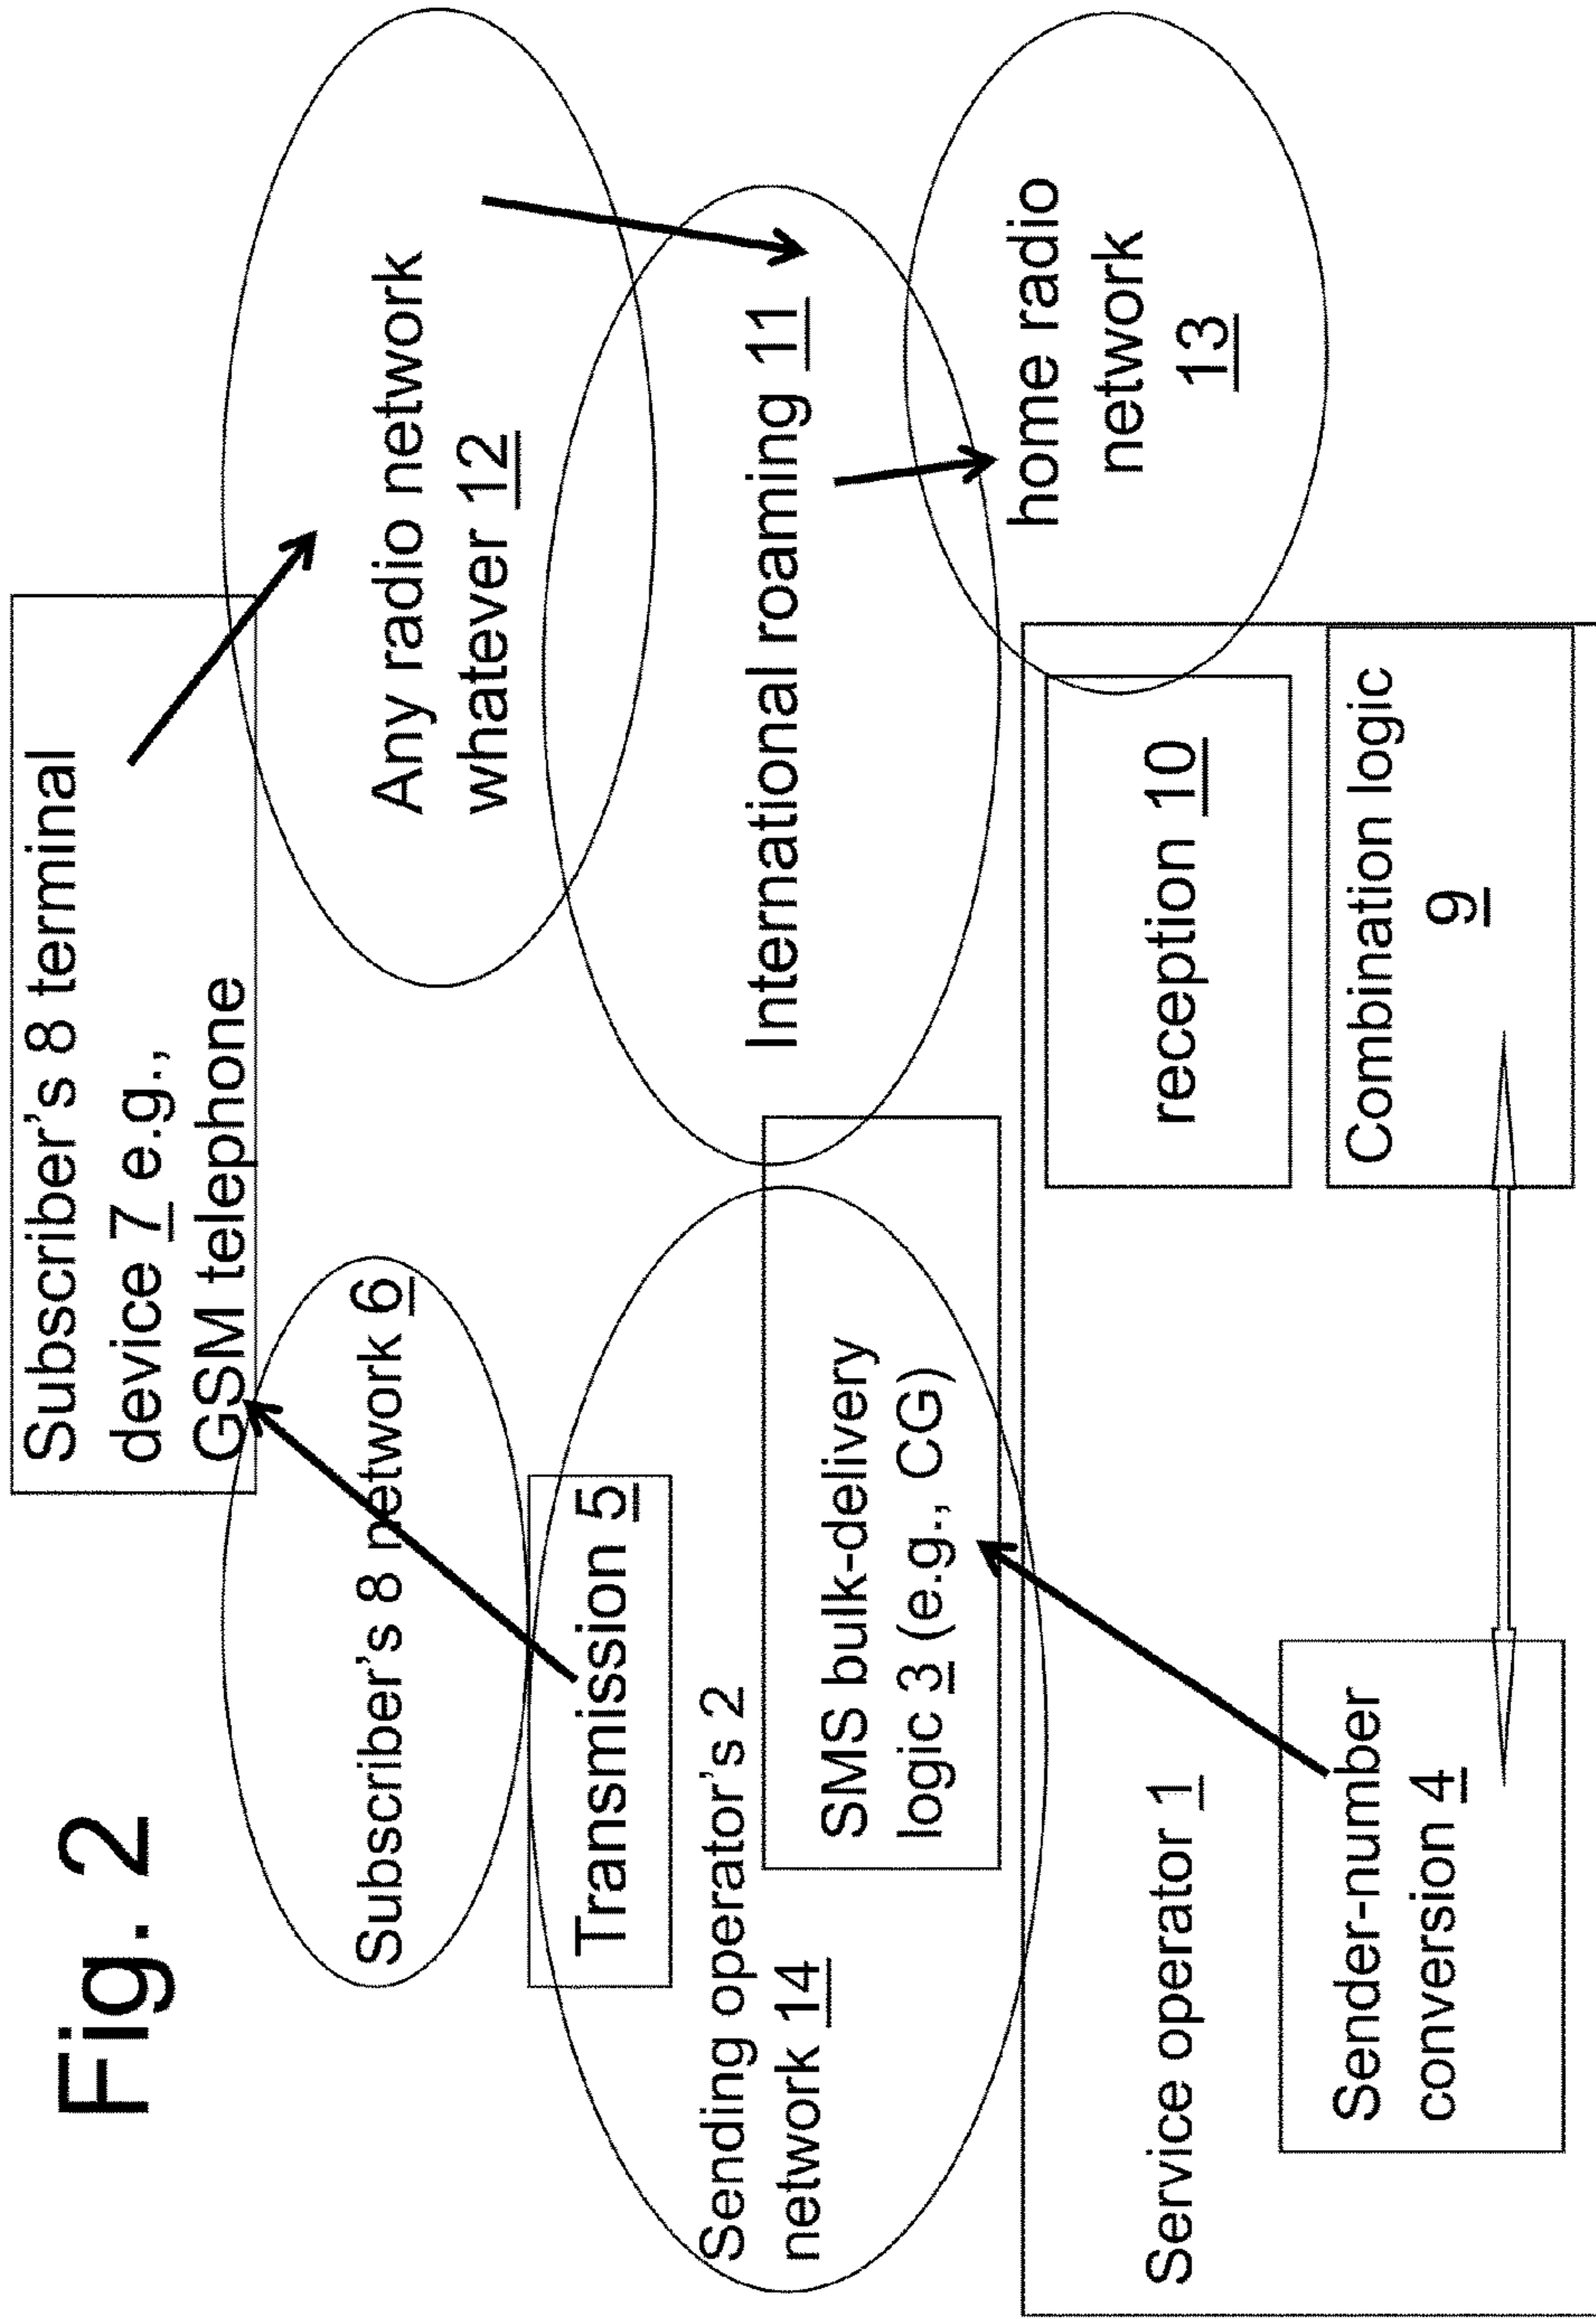 Fig. 2
Subscriber's 8 terminal
device 7 e.g.,
GSM telephone
Subscriber's 8 network 6
Any radio network
whatever 12
Transmission 5
Sending operator's 2
network 14
SMS bulk-delivery
logic 3 (e.g., CG)
International roaming 11
home radio
network
13
Service operator 1
reception 10
Sender-number
conversion 4
Combination logic
9